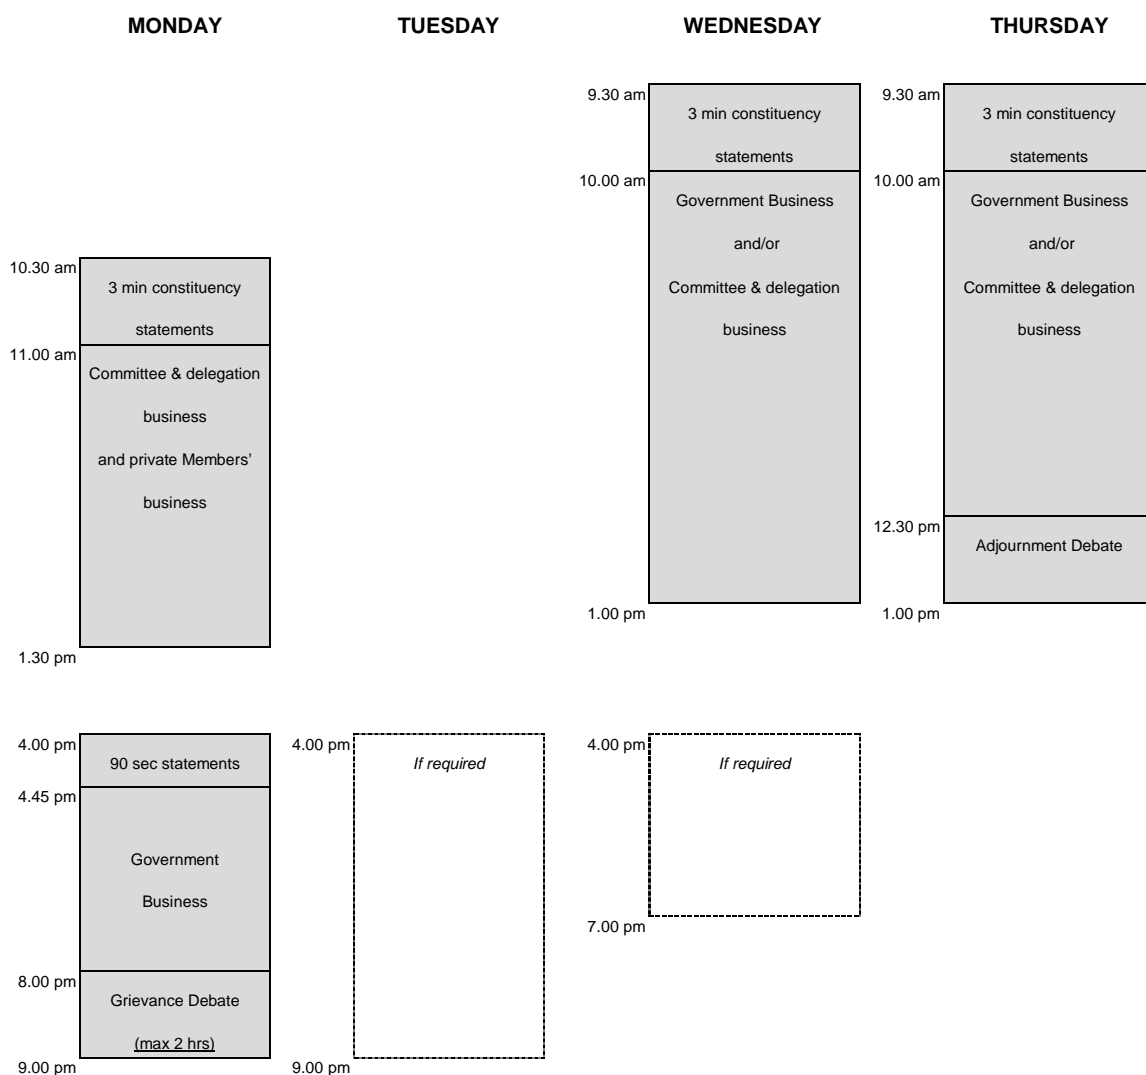 MONDAY
TUESDAY
WEDNESDAY
THURSDAY
10.30 am
3 min constituency
statements
11.00 am
Committee & delegation
business
and private Members’
business
1.30 pm
4.00 pm
90 sec statements
4.45 pm
Government
Business
8.00 pm
Grievance Debate
(max 2 hrs)
9.00 pm
4.00 pm
If required
9.00 pm
9.30 am
3 min constituency
statements
10.00 am
Government Business
and/or
Committee & delegation
business
1.00 pm
4.00 pm
If required
7.00 pm
9.30 am
3 min constituency
statements
10.00 am
Government Business
and/or
Committee & delegation
business
12.30 pm
Adjournment Debate
1.00 pm